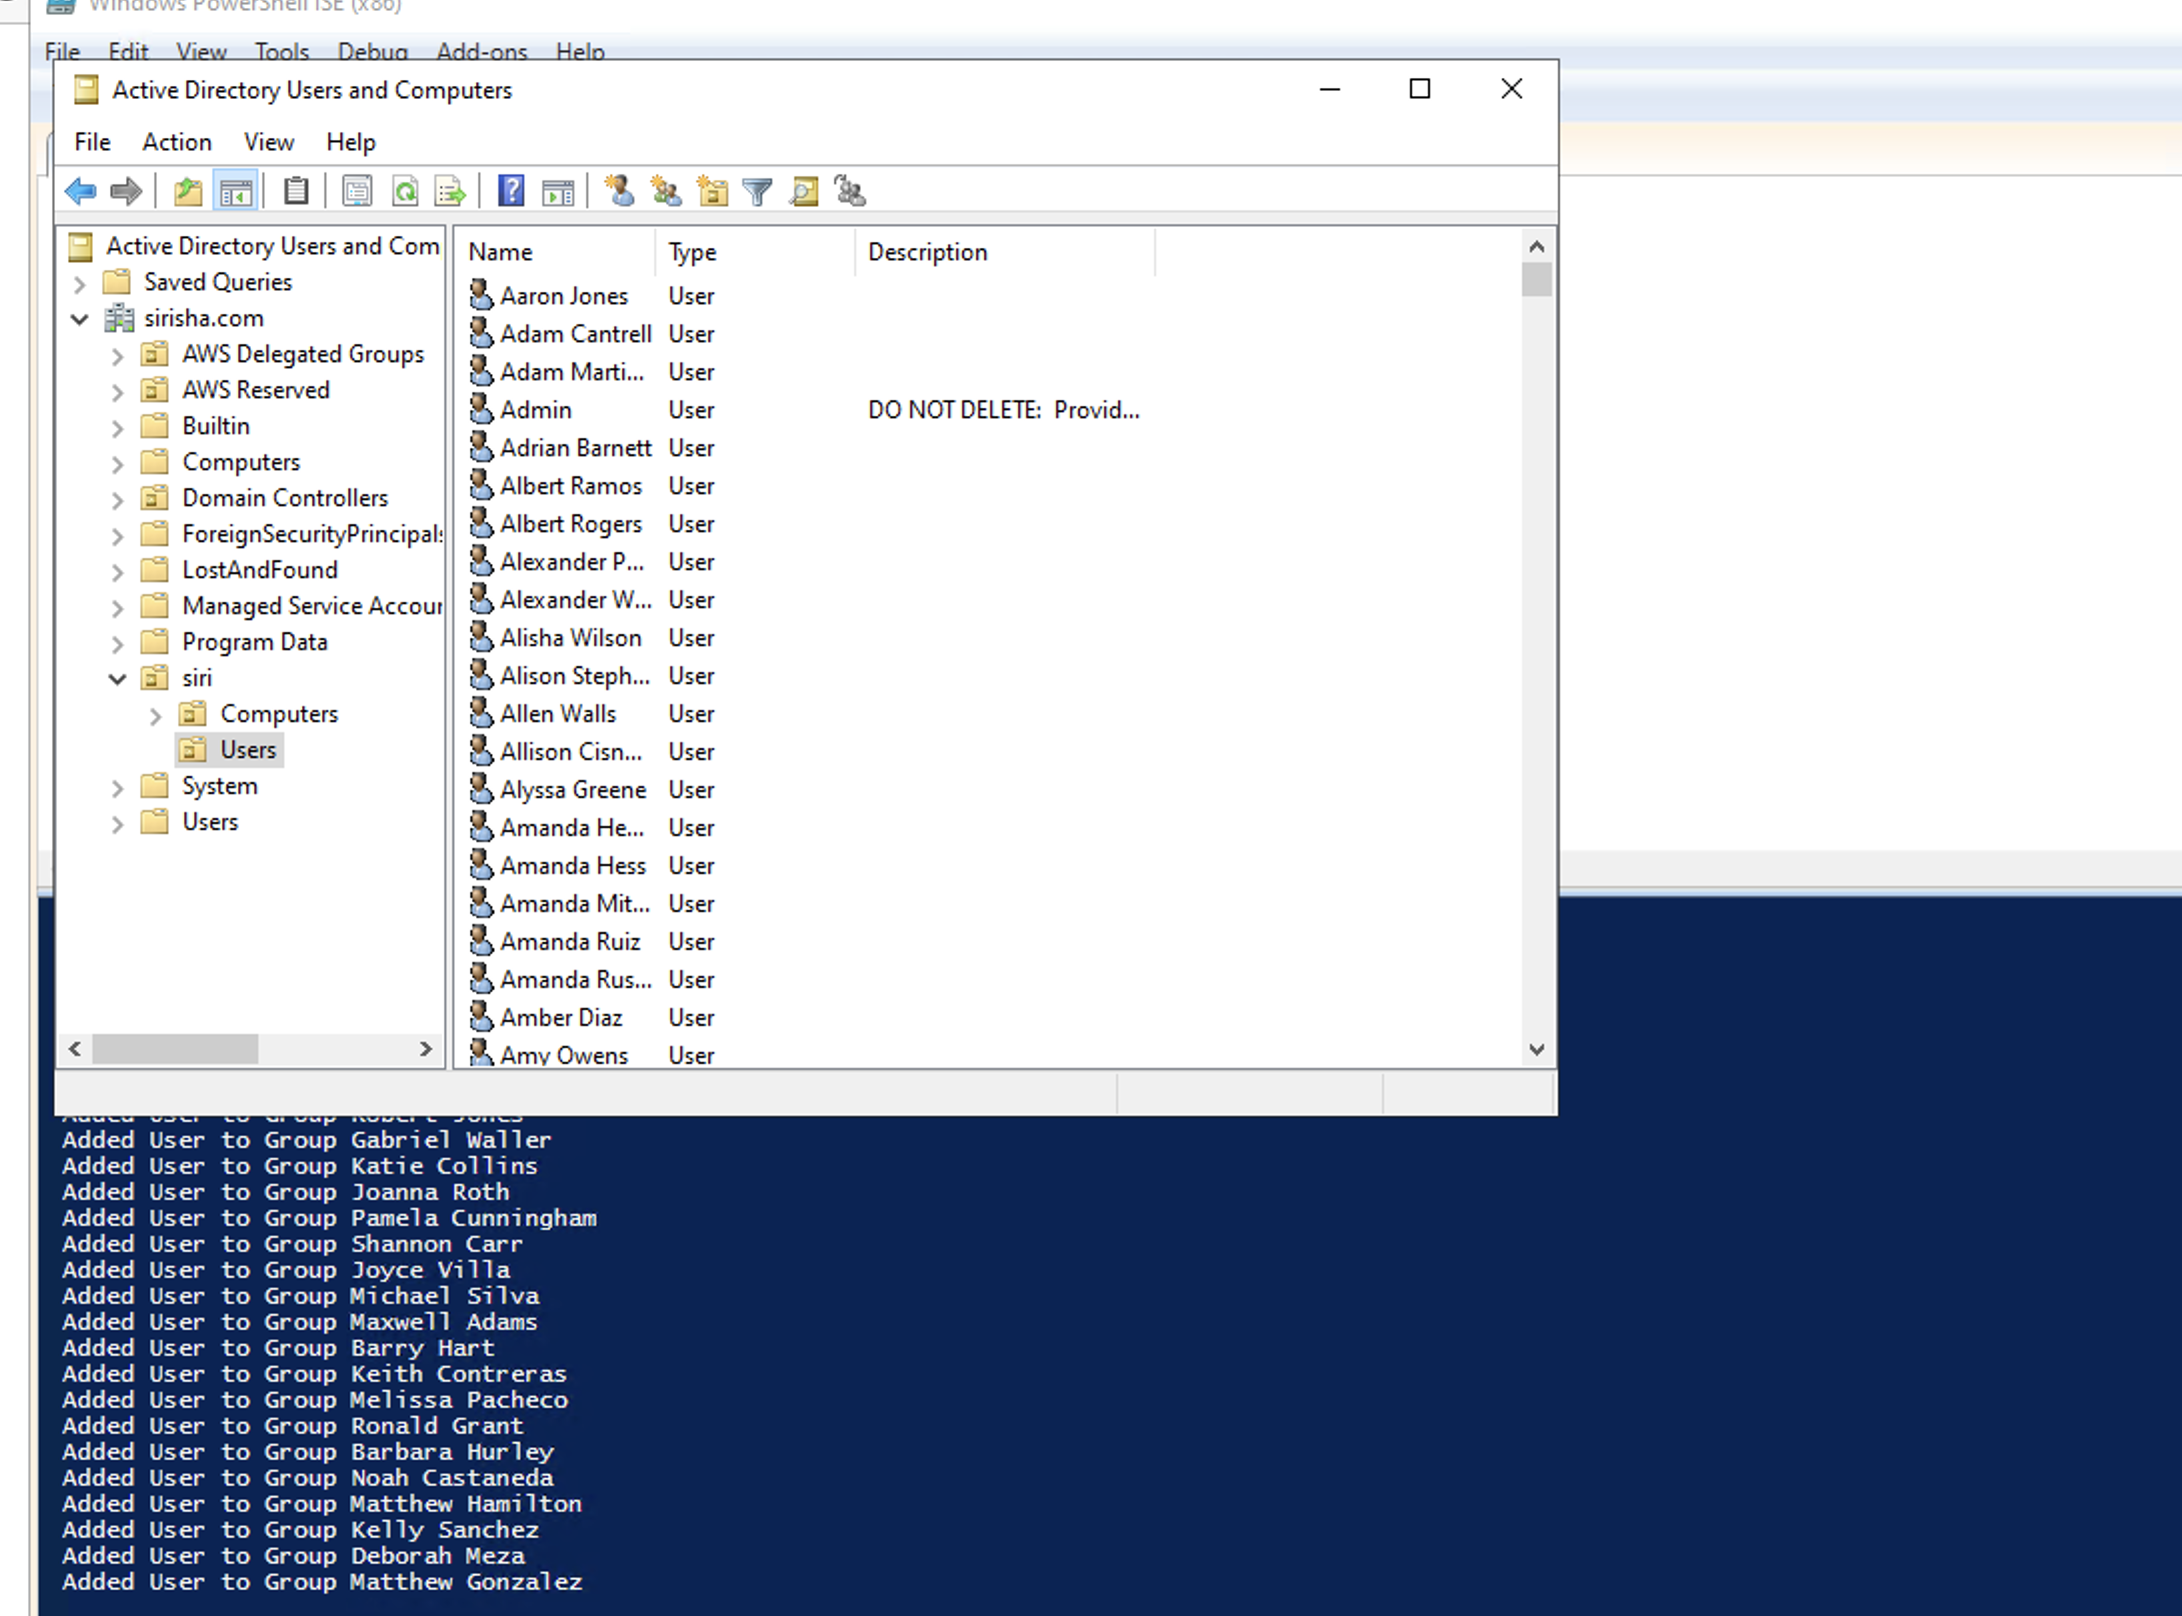 Windows PowerShell ISE (x86)
File Edit View Tools Debug Add-ons Help
Active Directory Users and Computers
File Action View Help
Active Directory Users and Com
Saved Queries
sirisha.com
AWS Delegated Groups
AWS Reserved
Builtin
Computers
Domain Controllers
ForeignSecurityPrincipals
LostAndFound
Managed Service Accour
Program Data
siri
Computers
Users
System
Users
Name Type Description
Aaron Jones User
Adam Cantrell User
Adam Marti... User
Admin User DO NOT DELETE: Provid...
Adrian Barnett User
Albert Ramos User
Albert Rogers User
Alexander P... User
Alexander W... User
Alisha Wilson User
Alison Steph... User
Allen Walls User
Allison Cisn... User
Alyssa Greene User
Amanda He... User
Amanda Hess User
Amanda Mit... User
Amanda Ruiz User
Amanda Rus... User
Amber Diaz User
Amy Owens User
Added User to Group Robert Jones
Added User to Group Gabriel Waller
Added User to Group Katie Collins
Added User to Group Joanna Roth
Added User to Group Pamela Cunningham
Added User to Group Shannon Carr
Added User to Group Joyce Villa
Added User to Group Michael Silva
Added User to Group Maxwell Adams
Added User to Group Barry Hart
Added User to Group Keith Contreras
Added User to Group Melissa Pacheco
Added User to Group Ronald Grant
Added User to Group Barbara Hurley
Added User to Group Noah Castaneda
Added User to Group Matthew Hamilton
Added User to Group Kelly Sanchez
Added User to Group Deborah Meza
Added User to Group Matthew Gonzalez